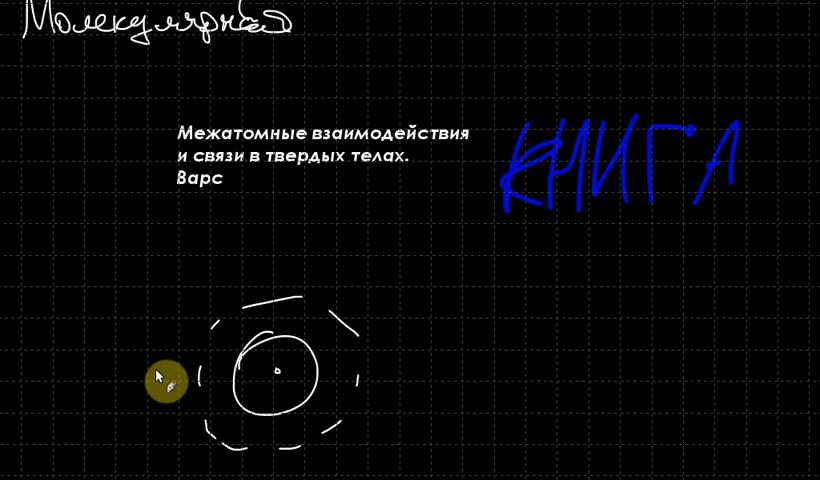 Молекулярная
Межатомные взаимодействия
и связи в твердых телах.
Варс
КНИГА